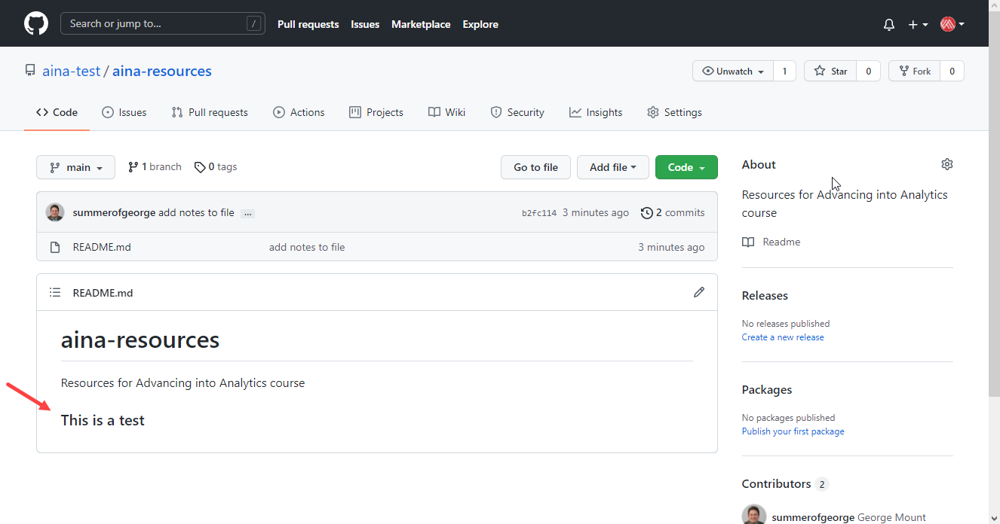 Search or jump to... /
Pull requests Issues Marketplace Explore
aina-test / aina-resources
Unwatch 1 Star 0 Fork 0
Code Issues Pull requests Actions Projects Wiki Security Insights Settings
main 1 branch 0 tags Go to file Add file Code
summerofgeorge add notes to file ... b2fc114 3 minutes ago 2 commits
README.md add notes to file 3 minutes ago
README.md
aina-resources
Resources for Advancing into Analytics course
This is a test
About
Resources for Advancing into Analytics
course
Readme
Releases
No releases published
Create a new release
Packages
No packages published
Publish your first package
Contributors 2
summerofgeorge George Mount